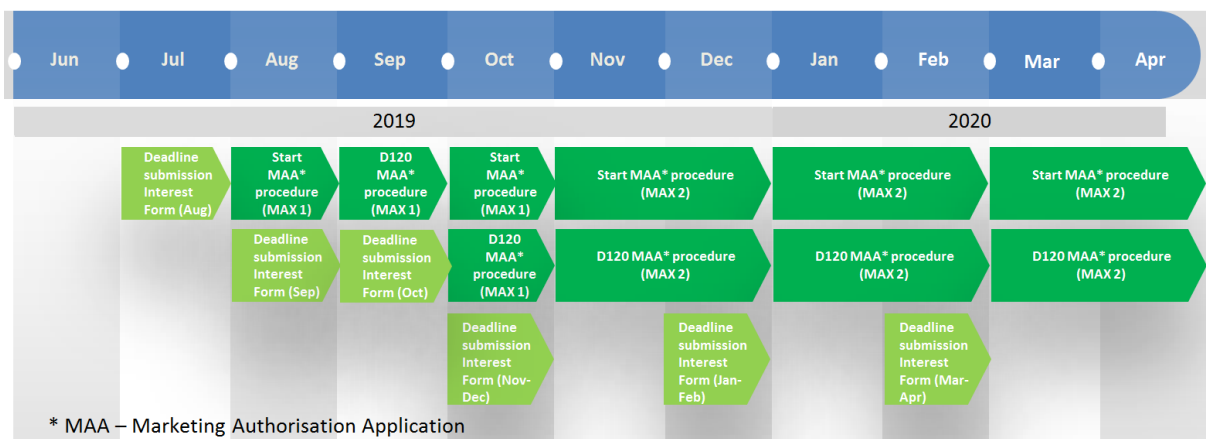 Jun Jul Aug Sep Oct Nov Dec Jan Feb Mar Apr
2019 2020
Deadline
submission
Interest
Form (Aug)
Start
MAA*
procedure
(MAX 1)
D120
MAA*
procedure
(MAX 1)
Start
MAA*
procedure
(MAX 1)
Start MAA* procedure
(MAX 2)
Start MAA* procedure
(MAX 2)
Start MAA* procedure
(MAX 2)
Deadline
submission
Interest
Form (Sep)
Deadline
submission
Interest
Form (Oct)
D120
MAA*
procedure
(MAX 1)
D120 MAA* procedure
(MAX 2)
D120 MAA* procedure
(MAX 2)
D120 MAA* procedure
(MAX 2)
Deadline
submission
Interest
Form (Nov-
Dec)
Deadline
submission
Interest
Form (Jan-
Feb)
Deadline
submission
Interest
Form (Mar-
Apr)
* MAA – Marketing Authorisation Application